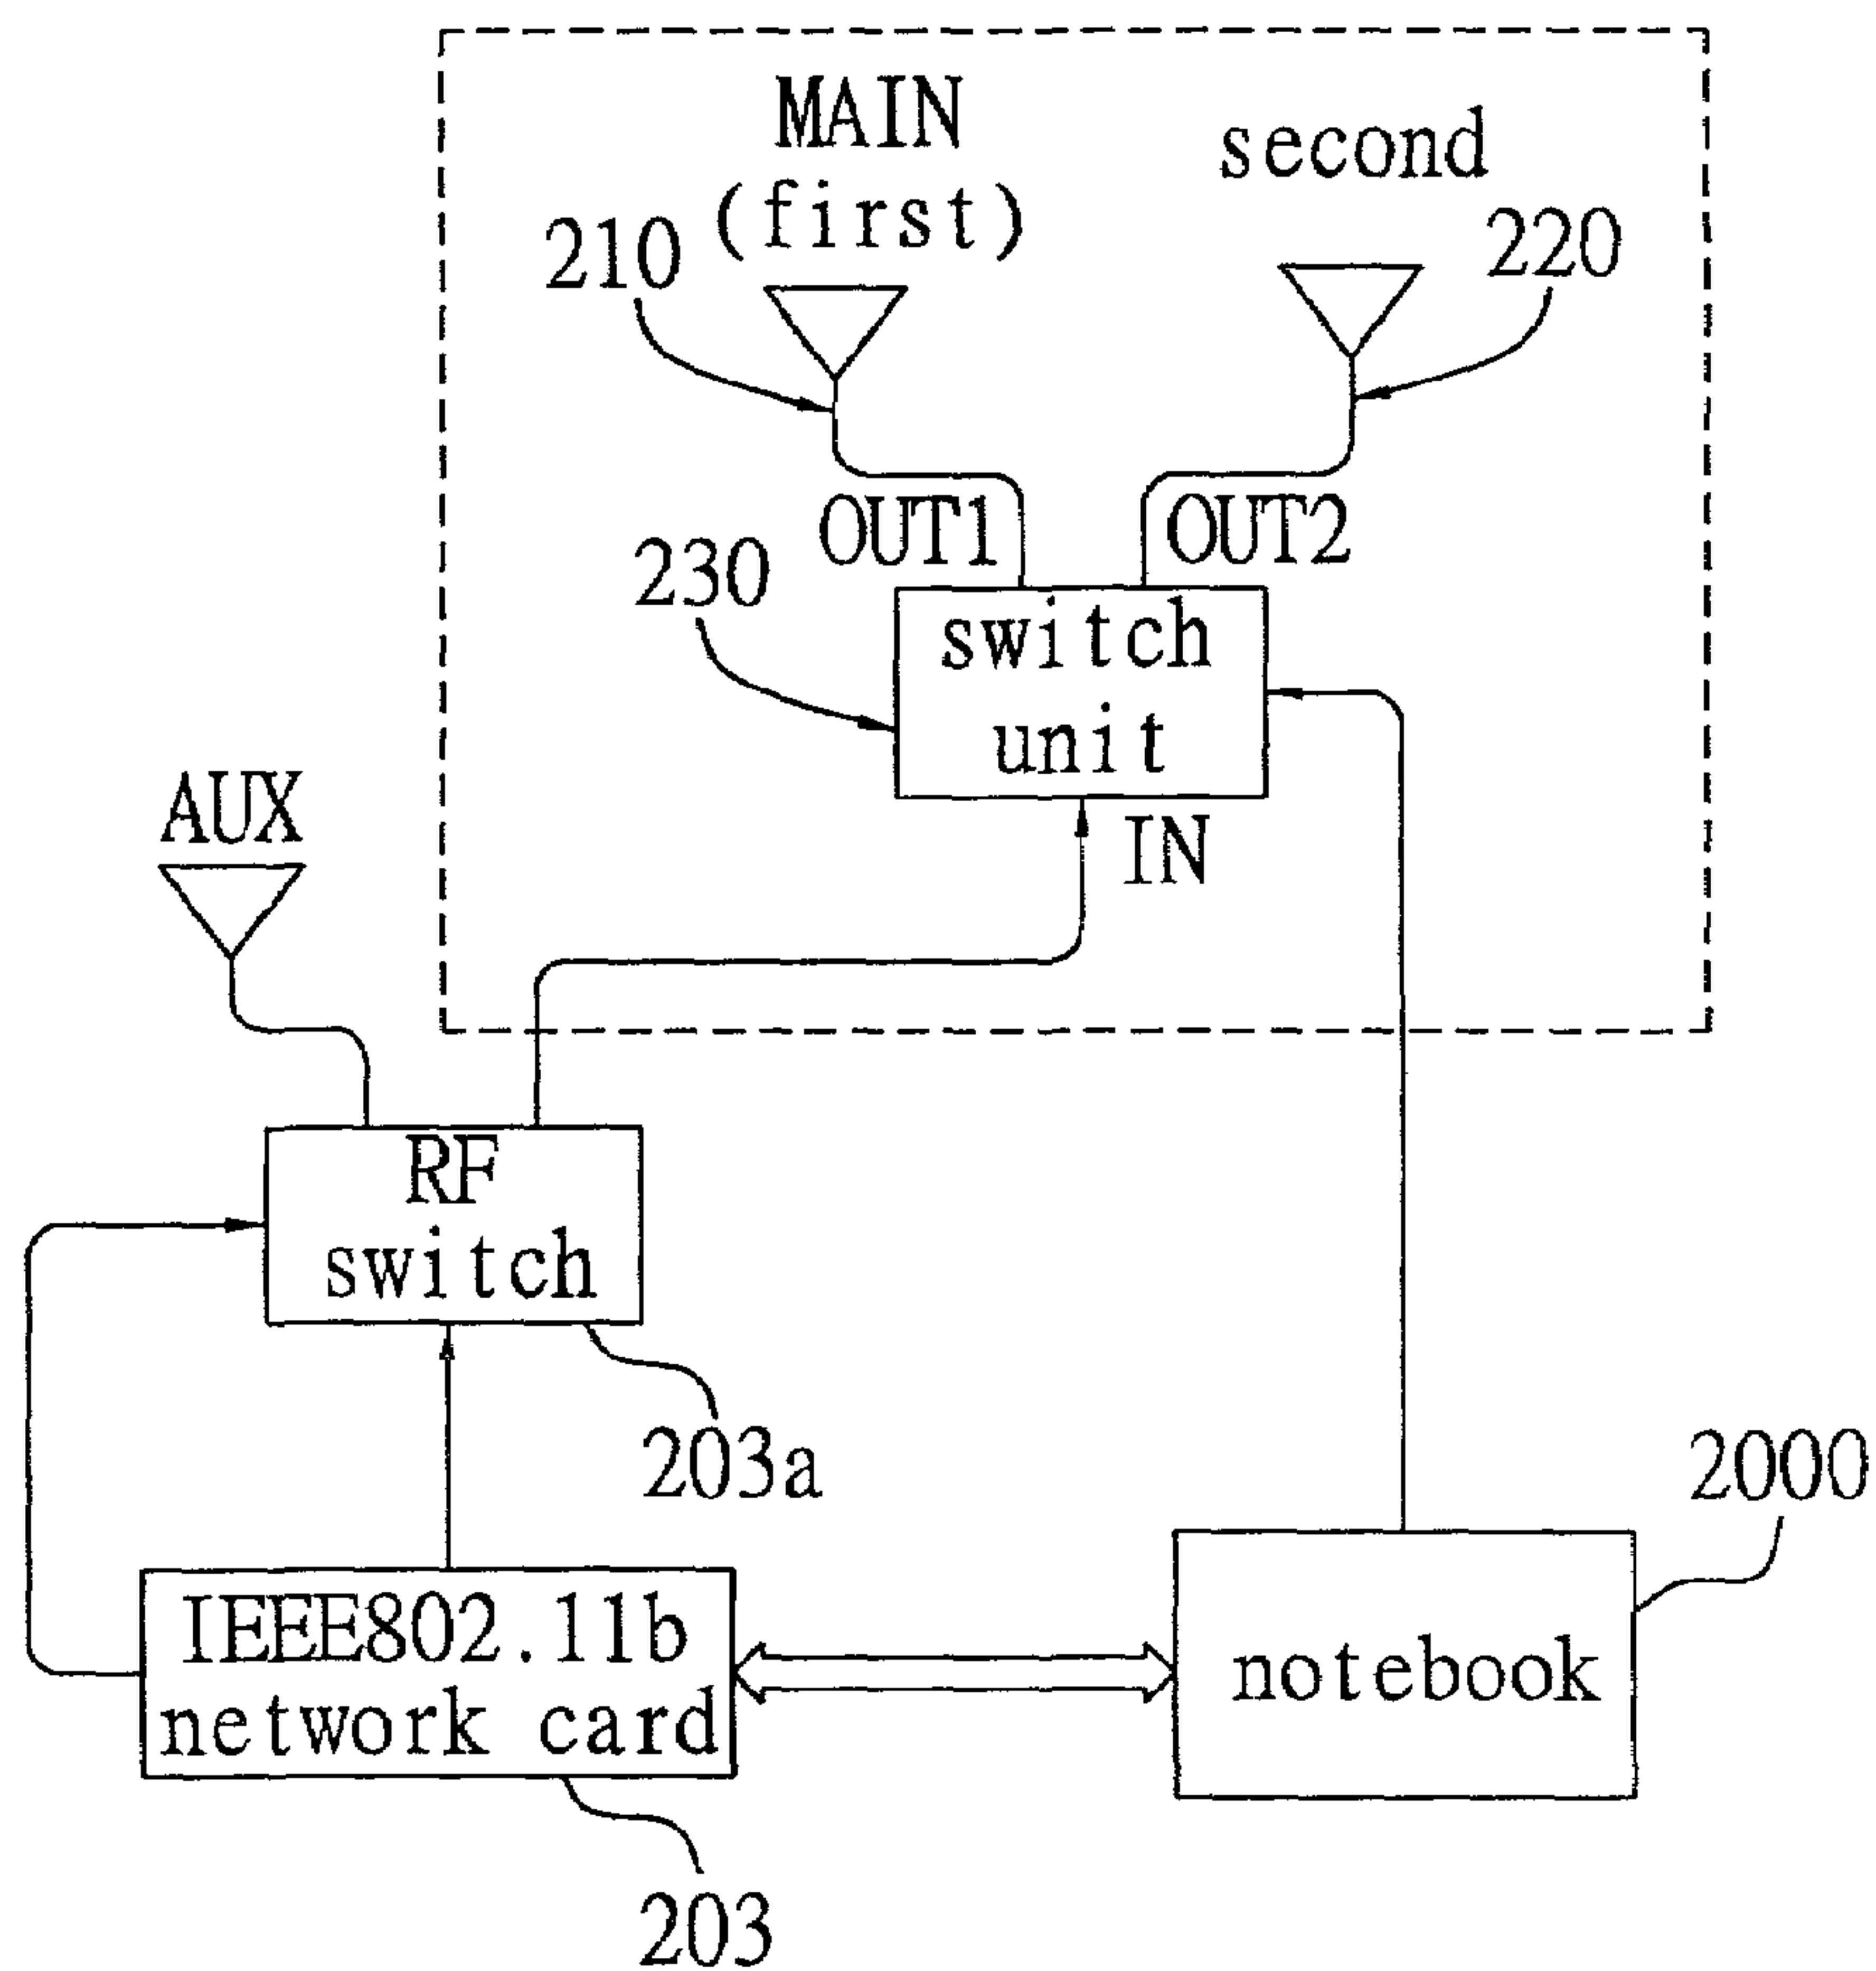 MAIN
(first)
second
210
220
OUT1
OUT2
230
switch
unit
IN
AUX
RF
switch
203a
2000
IEEE802.11b
network card
notebook
203